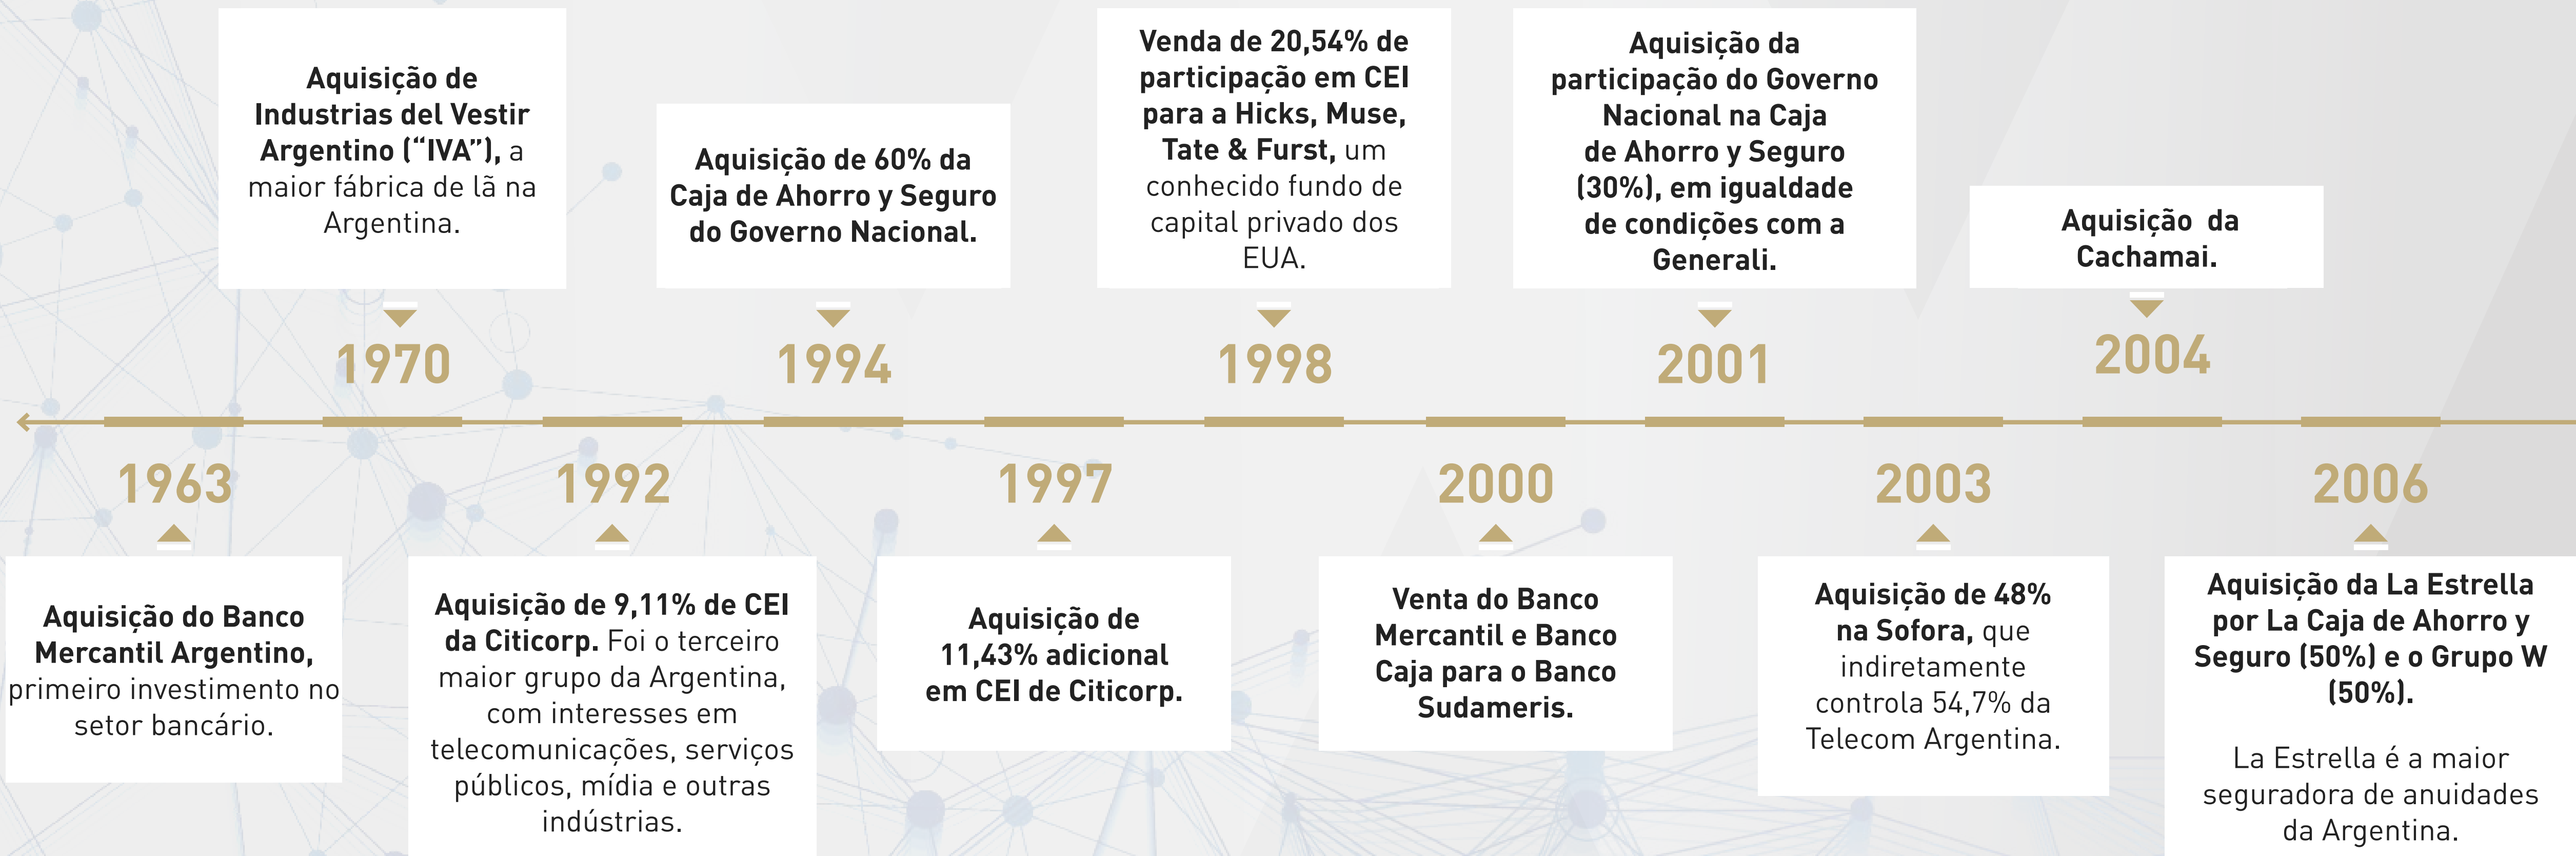 Aquisição de
Industrias del Vestir
Argentino (“IVA”), a
maior fábrica de lã na
Argentina.
1970
Aquisição de 60% da
Caja de Ahorro y Seguro
do Governo Nacional.
1994
Venda de 20,54% de
participação em CEI
para a Hicks, Muse,
Tate & Furst, um
conhecido fundo de
capital privado dos
EUA.
1998
Aquisição da
participação do Governo
Nacional na Caja
de Ahorro y Seguro
(30%), em igualdade
de condições com a
Generali.
2001
Aquisição da
Cachamai.
2004
1963
Aquisição do Banco
Mercantil Argentino,
primeiro investimento no
setor bancário.
1992
Aquisição de 9,11% de CEI
da Citicorp. Foi o terceiro
maior grupo da Argentina,
com interesses em
telecomunicações, serviços
públicos, mídia e outras
indústrias.
1997
Aquisição de
11,43% adicional
em CEI de Citicorp.
2000
Venta do Banco
Mercantil e Banco
Caja para o Banco
Sudameris.
2003
Aquisição de 48%
na Sofora, que
indiretamente
controla 54,7% da
Telecom Argentina.
2006
Aquisição da La Estrella
por La Caja de Ahorro y
Seguro (50%) e o Grupo W
(50%).
La Estrella é a maior
seguradora de anuidades
da Argentina.